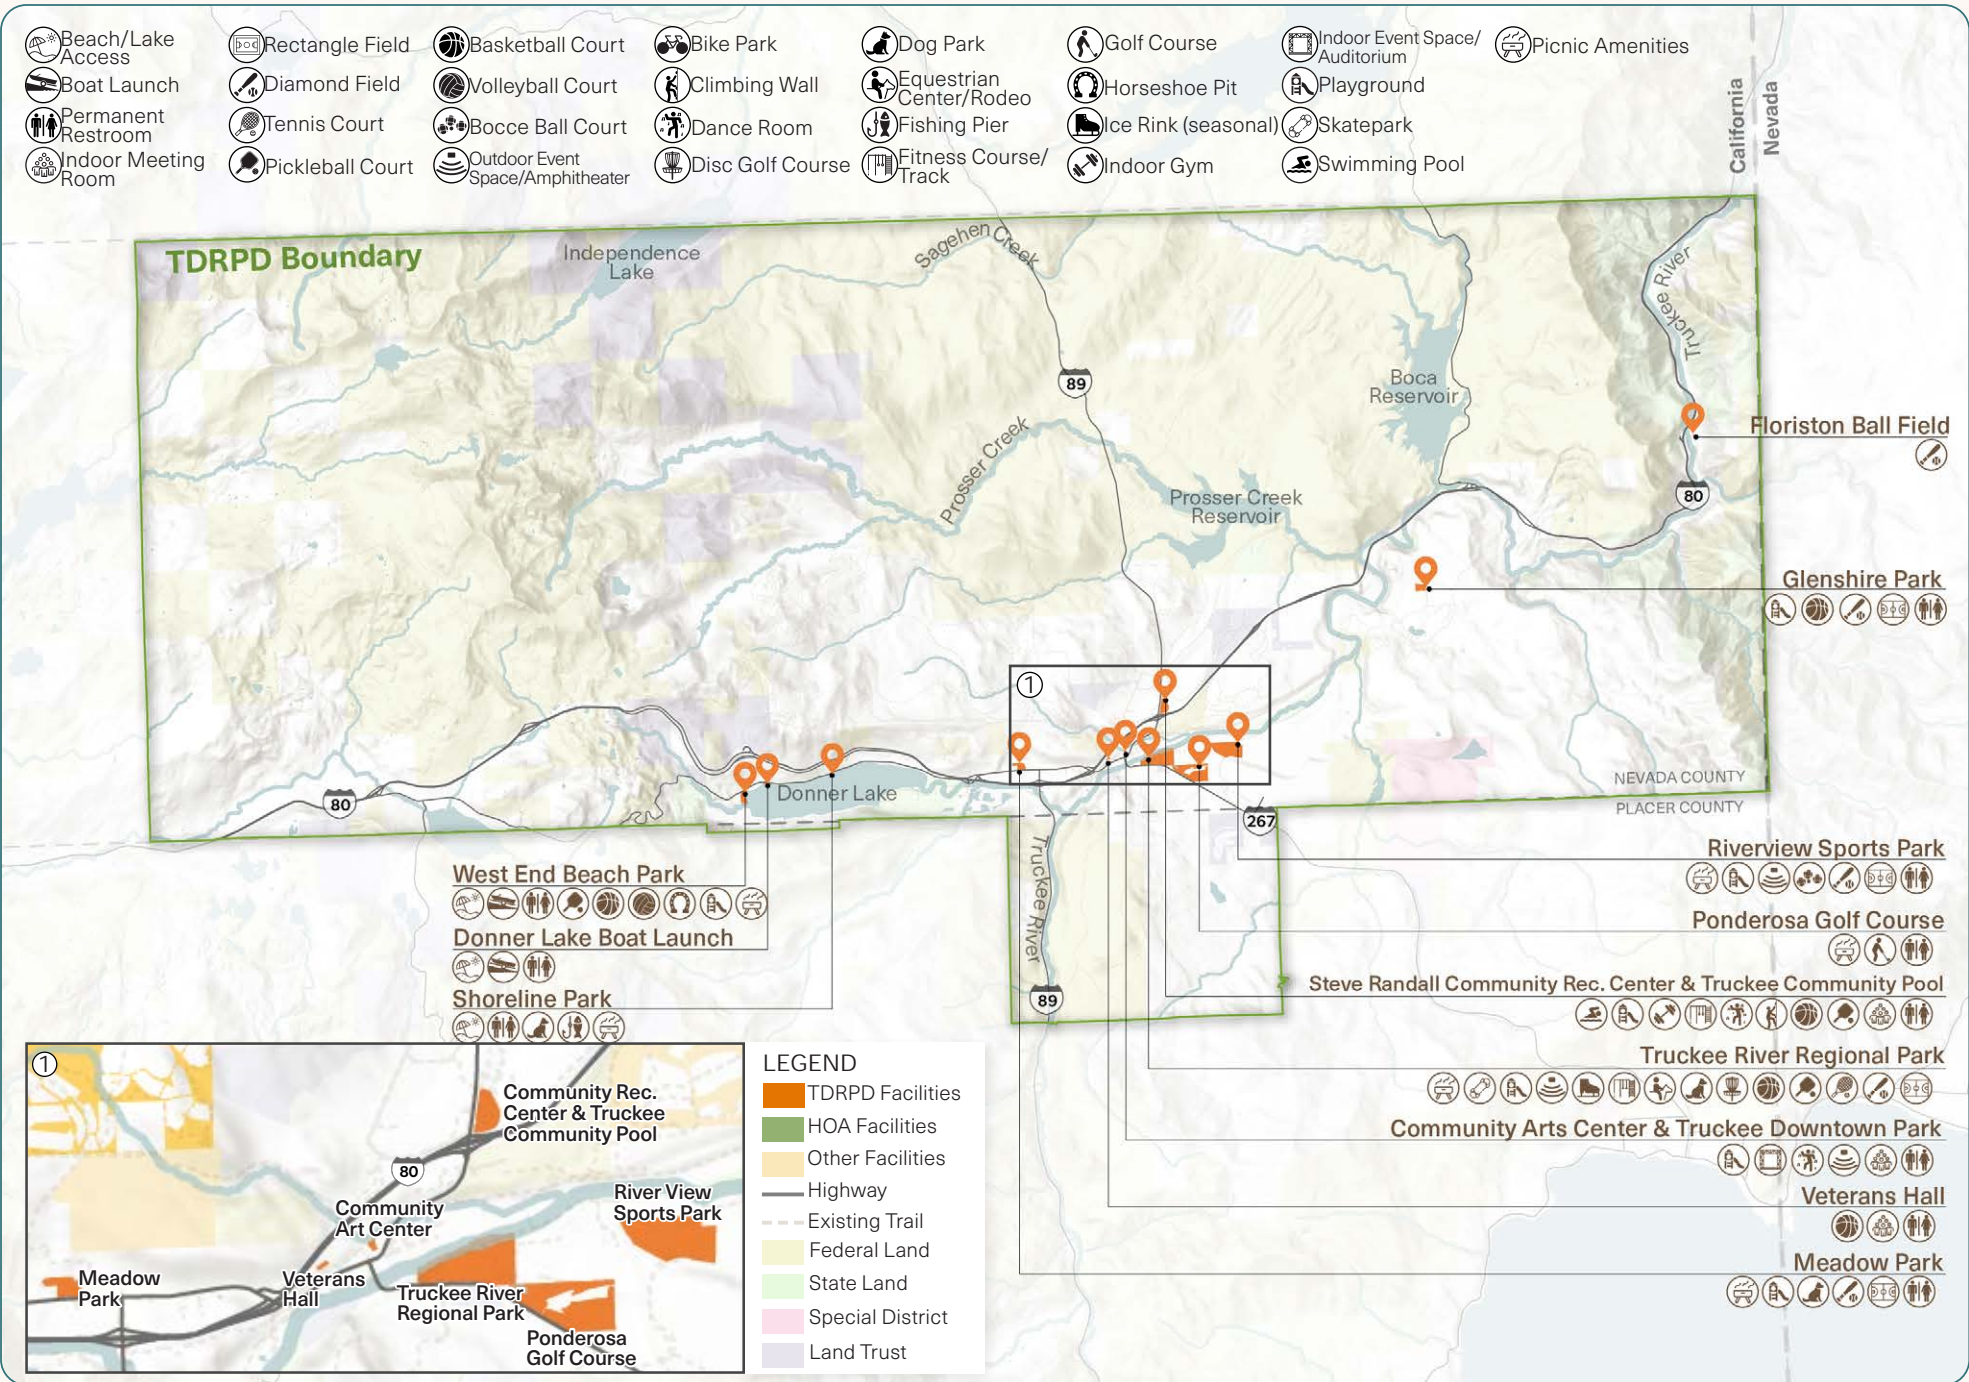 Beach/Lake
Access
Boat Launch
Permanent
Restroom
Indoor Meeting
Room
Rectangle Field
Diamond Field
Tennis Court
Pickleball Court
Basketball Court
Volleyball Court
Bocce Ball Court
Outdoor Event
Space/Amphitheater
Bike Park
Climbing Wall
Dance Room
Disc Golf Course
Dog Park
Equestrian
Center/Rodeo
Fishing Pier
Fitness Course/
Track
Golf Course
Horseshoe Pit
Ice Rink (seasonal)
Indoor Gym
Indoor Event Space/
Auditorium
Playground
Skatepark
Swimming Pool
Picnic Amenities
California
Nevada
TDRPD Boundary
Independence
Lake
Sagehen Creek
Truckee River
89
Boca
Reservoir
Floriston Ball Field
Prosser Creek
Prosser Creek
Reservoir
80
Glenshire Park
1
80
Donner Lake
NEVADA COUNTY
PLACER COUNTY
267
Truckee River
89
West End Beach Park
Donner Lake Boat Launch
Shoreline Park
Riverview Sports Park
Ponderosa Golf Course
Steve Randall Community Rec. Center & Truckee Community Pool
Truckee River Regional Park
Community Arts Center & Truckee Downtown Park
Veterans Hall
Meadow Park
1
Community Rec.
Center & Truckee
Community Pool
80
River View
Sports Park
Community
Art Center
Meadow
Park
Veterans
Hall
Truckee River
Regional Park
Ponderosa
Golf Course
LEGEND
TDRPD Facilities
HOA Facilities
Other Facilities
Highway
Existing Trail
Federal Land
State Land
Special District
Land Trust